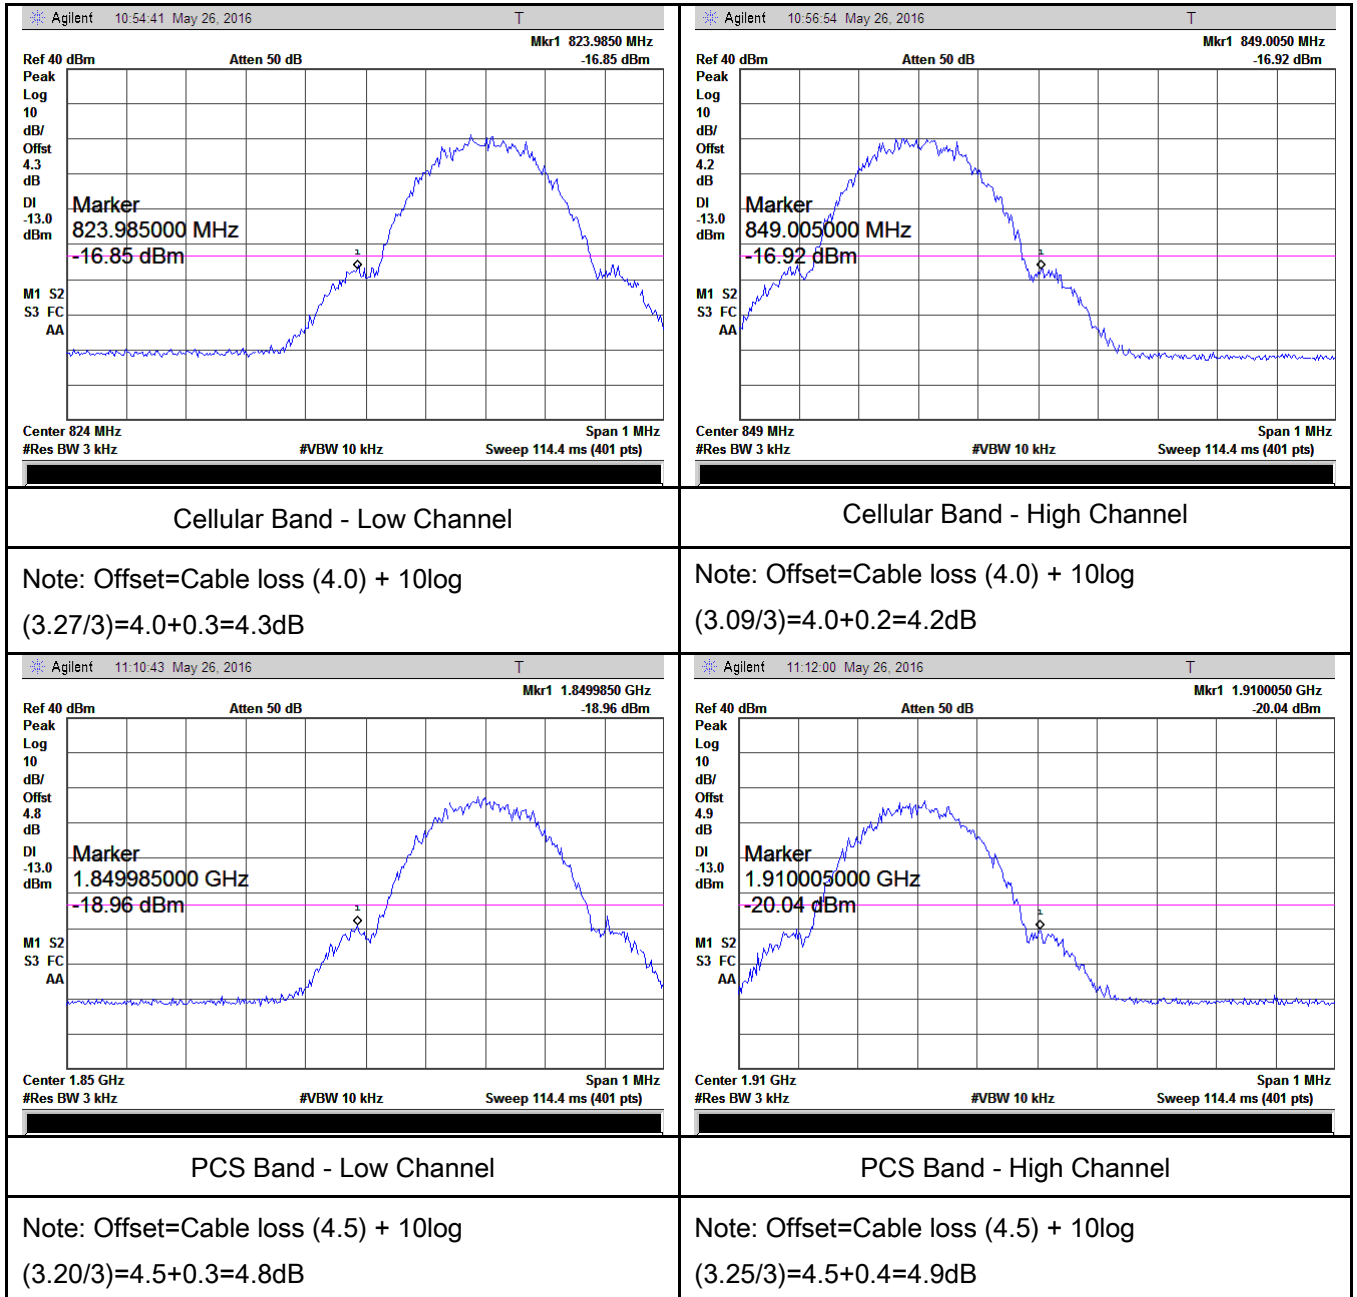 Agilent 10:54:41 May 26, 2016 T
Mkr1 823.9850 MHz
Ref 40 dBm Atten 50 dB -16.85 dBm
Peak
Log
10
dB/
Offst
4.3
dB
DI
-13.0
dBm
Marker
823.985000 MHz
-16.85 dBm
1
M1 S2
S3 FC
AA
Center 824 MHz Span 1 MHz
#Res BW 3 kHz #VBW 10 kHz Sweep 114.4 ms (401 pts)
Agilent 10:56:54 May 26, 2016 T
Mkr1 849.0050 MHz
Ref 40 dBm Atten 50 dB -16.92 dBm
Peak
Log
10
dB/
Offst
4.2
dB
DI
-13.0
dBm
Marker
849.005000 MHz
-16.92 dBm
1
M1 S2
S3 FC
AA
Center 849 MHz Span 1 MHz
#Res BW 3 kHz #VBW 10 kHz Sweep 114.4 ms (401 pts)
Cellular Band - Low Channel
Cellular Band - High Channel
Note: Offset=Cable loss (4.0) + 10log
(3.27/3)=4.0+0.3=4.3dB
Note: Offset=Cable loss (4.0) + 10log
(3.09/3)=4.0+0.2=4.2dB
Agilent 11:10:43 May 26, 2016 T
Mkr1 1.8499850 GHz
Ref 40 dBm Atten 50 dB -18.96 dBm
Peak
Log
10
dB/
Offst
4.8
dB
DI
-13.0
dBm
Marker
1.849985000 GHz
-18.96 dBm
1
M1 S2
S3 FC
AA
Center 1.85 GHz Span 1 MHz
#Res BW 3 kHz #VBW 10 kHz Sweep 114.4 ms (401 pts)
Agilent 11:12:00 May 26, 2016 T
Mkr1 1.9100050 GHz
Ref 40 dBm Atten 50 dB -20.04 dBm
Peak
Log
10
dB/
Offst
4.9
dB
DI
-13.0
dBm
Marker
1.910005000 GHz
-20.04 dBm
1
M1 S2
S3 FC
AA
Center 1.91 GHz Span 1 MHz
#Res BW 3 kHz #VBW 10 kHz Sweep 114.4 ms (401 pts)
PCS Band - Low Channel
PCS Band - High Channel
Note: Offset=Cable loss (4.5) + 10log
(3.20/3)=4.5+0.3=4.8dB
Note: Offset=Cable loss (4.5) + 10log
(3.25/3)=4.5+0.4=4.9dB